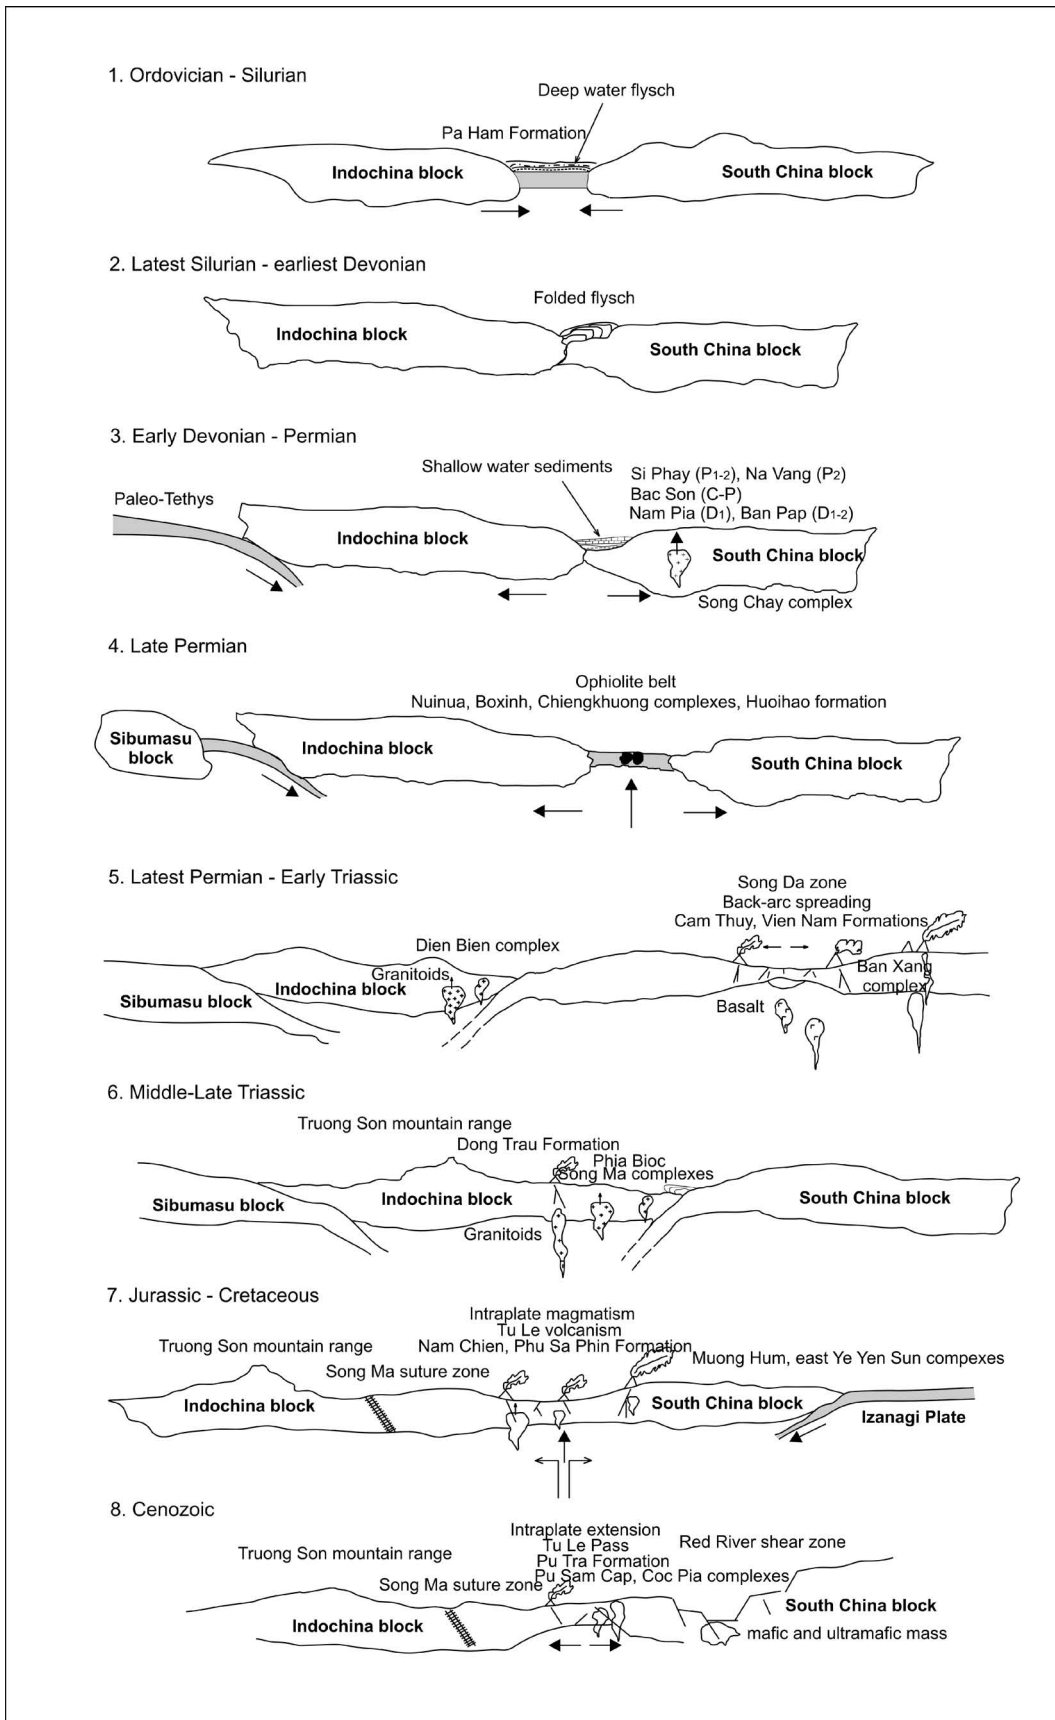 1. Ordovician - Silurian
Deep water flysch
Pa Ham Formation
Indochina block
South China block
2. Latest Silurian - earliest Devonian
Folded flysch
Indochina block
South China block
3. Early Devonian - Permian
Shallow water sediments
Si Phay (P1-2), Na Vang (P2)
Bac Son (C-P)
Nam Pia (D1), Ban Pap (D1-2)
Paleo-Tethys
Indochina block
South China block
Song Chay complex
4. Late Permian
Ophiolite belt
Nuinua, Boxinh, Chiengkhuong complexes, Huoihao formation
Sibumasu
block
Indochina block
South China block
5. Latest Permian - Early Triassic
Song Da zone
Back-arc spreading
Cam Thuy, Vien Nam Formations
Dien Bien complex
Granitoids
Ban Xang
complex
Sibumasu block
Indochina block
Basalt
6. Middle-Late Triassic
Truong Son mountain range
Dong Trau Formation
Phia Bioc
Song Ma complexes
Sibumasu block
Indochina block
South China block
Granitoids
7. Jurassic - Cretaceous
Intraplate magmatism
Tu Le volcanism
Nam Chien, Phu Sa Phin Formation
Truong Son mountain range
Song Ma suture zone
Muong Hum, east Ye Yen Sun compexes
Indochina block
South China block
Izanagi Plate
8. Cenozoic
Intraplate extension
Tu Le Pass
Pu Tra Formation
Pu Sam Cap, Coc Pia complexes
Red River shear zone
Truong Son mountain range
Song Ma suture zone
Indochina block
South China block
mafic and ultramafic mass